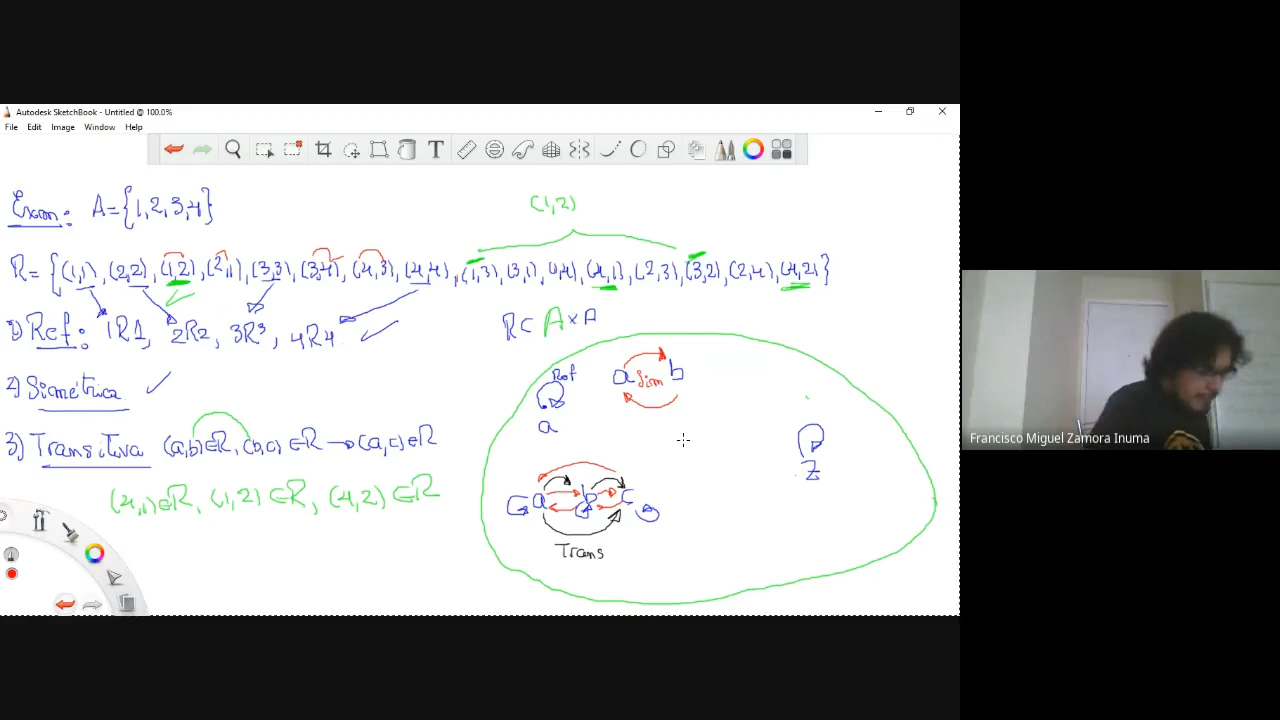 Autodesk SketchBook - Untitled @ 100.0%
File Edit Image Window Help
T
Exam: A={1,2,3,4}
(1,2)
R= {(1,1), (2,2), (1,2), (2,1), (3,3), (3,4), (4,3), (4,4), (1,3), (3,1), (1,4), (4,1), (2,3), (3,2), (2,4), (4,2)}
1) Ref: 1R1, 2R2, 3R3, 4R4
R⊂ A×A
2) Simétrica
Ref
a
a Sim b
3) Transitiva (a,b)∈R, (b,c)∈R → (a,c)∈R
(4,1)∈R, (1,2)∈R, (4,2)∈R
Z
a b c
Trans
Francisco Miguel Zamora Inuma